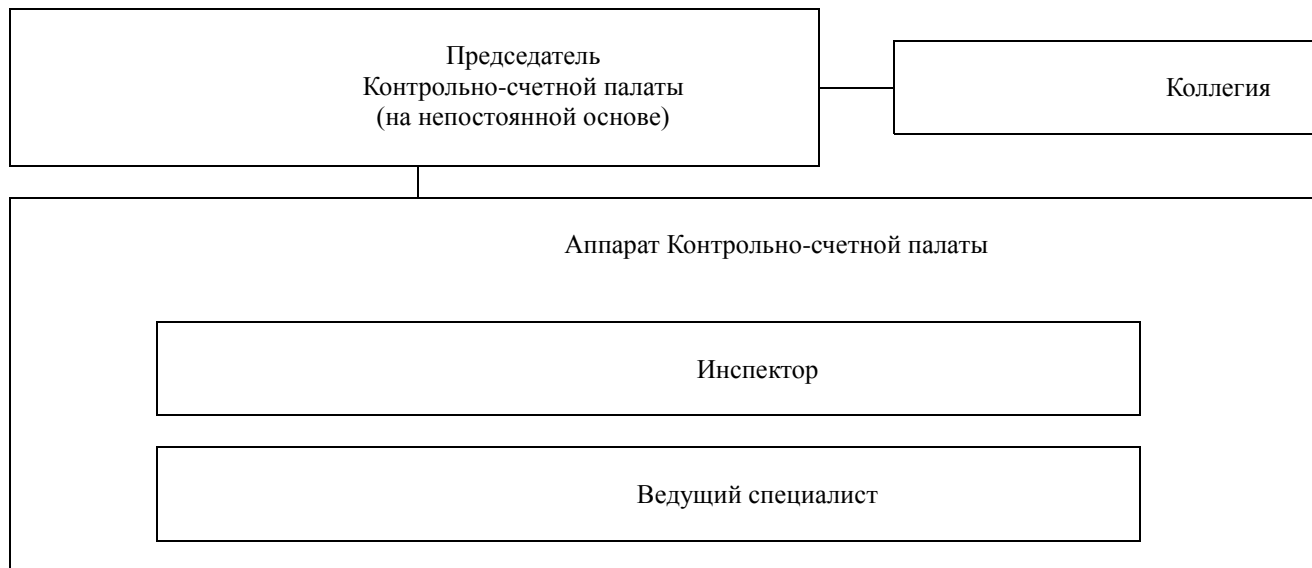 Председатель
Контрольно-счетной палаты
(на непостоянной основе)
Коллегия
Аппарат Контрольно-счетной палаты
Инспектор
Ведущий специалист